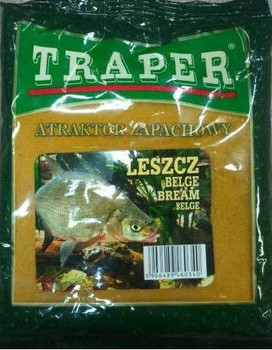 TRAPER®
ATRAKTOR ZAPACHOWY
LESZCZ
BELGE
BREAM
BELGE